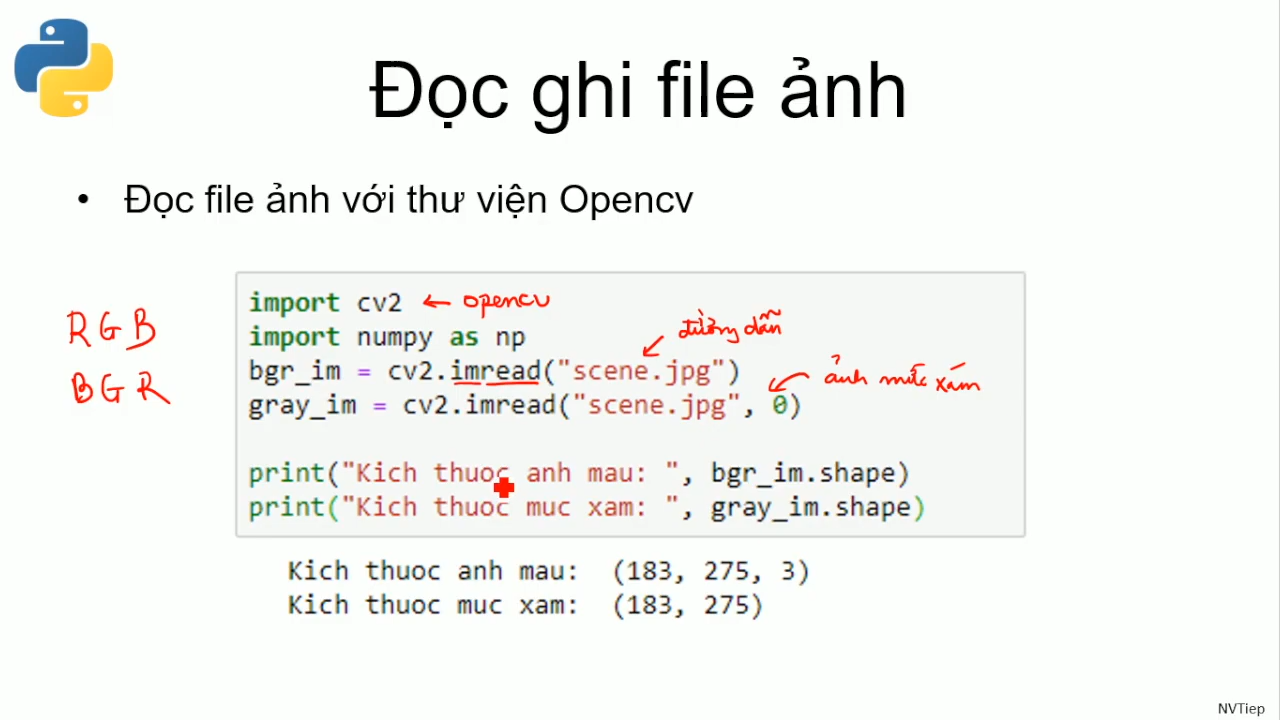 Đọc ghi file ảnh
• Đọc file ảnh với thư viện Opencv
import cv2 ← opencv
import numpy as np
đường dẫn
RGB
bgr_im = cv2.imread("scene.jpg")
ảnh mức xám
BGR
gray_im = cv2.imread("scene.jpg", 0)
print("Kich thuoc anh mau: ", bgr_im.shape)
print("Kich thuoc muc xam: ", gray_im.shape)
Kich thuoc anh mau:  (183, 275, 3)
Kich thuoc muc xam:  (183, 275)
NVTiep